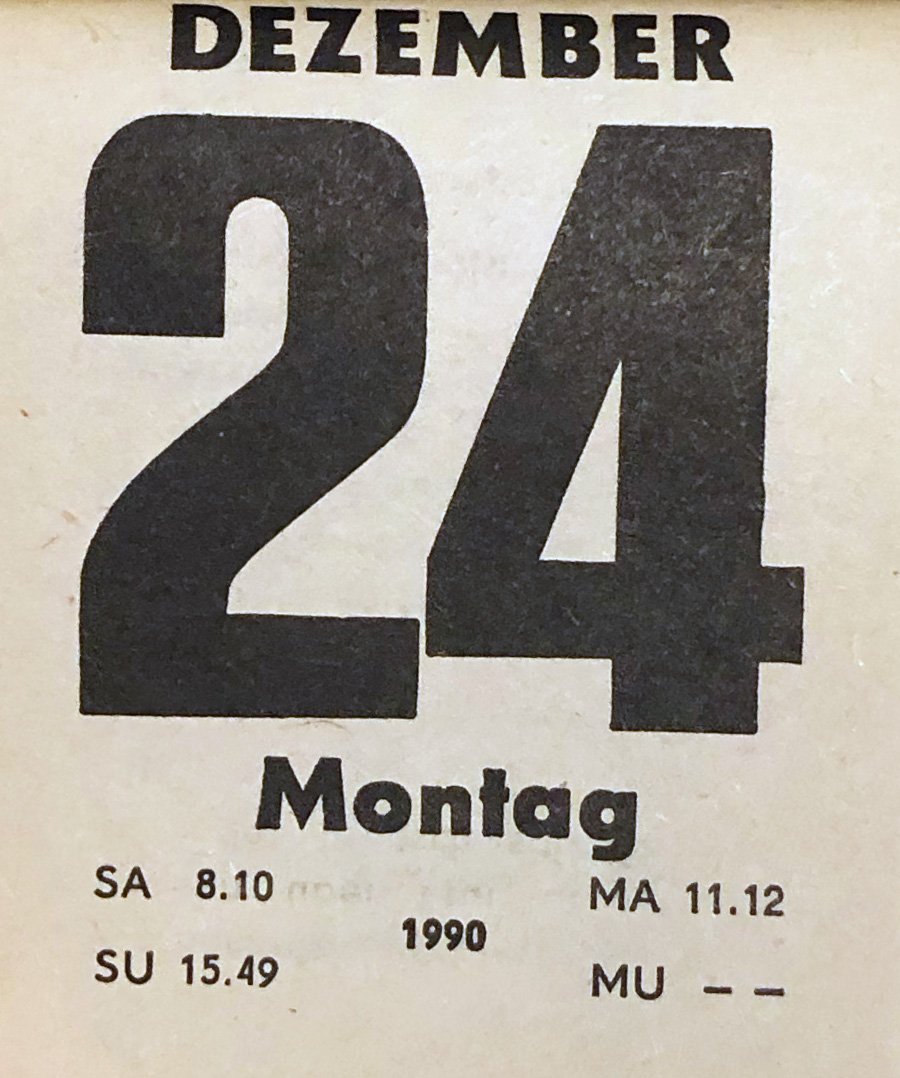 DEZEMBER
24
Montag
SA 8.10 MA 11.12
1990
SU 15.49 MU – –